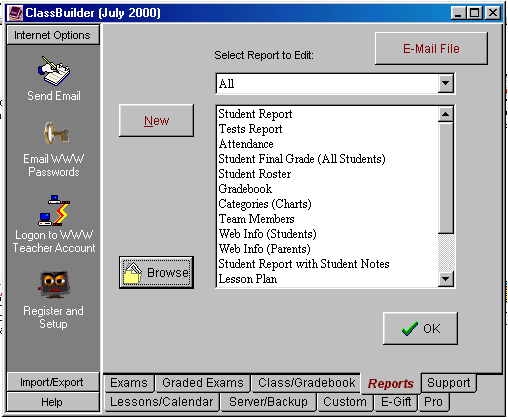 ClassBuilder (July 2000)
Internet Options
Send Email
Email WWW
Passwords
Logon to WWW
Teacher Account
Register and
Setup
Import/Export
Help
E-Mail File
Select Report to Edit:
All
New
Student Report
Tests Report
Attendance
Student Final Grade (All Students)
Student Roster
Gradebook
Categories (Charts)
Team Members
Web Info (Students)
Web Info (Parents)
Student Report with Student Notes
Lesson Plan
Browse
OK
Exams
Graded Exams
Class/Gradebook
Reports
Support
Lessons/Calendar
Server/Backup
Custom
E-Gift
Pro